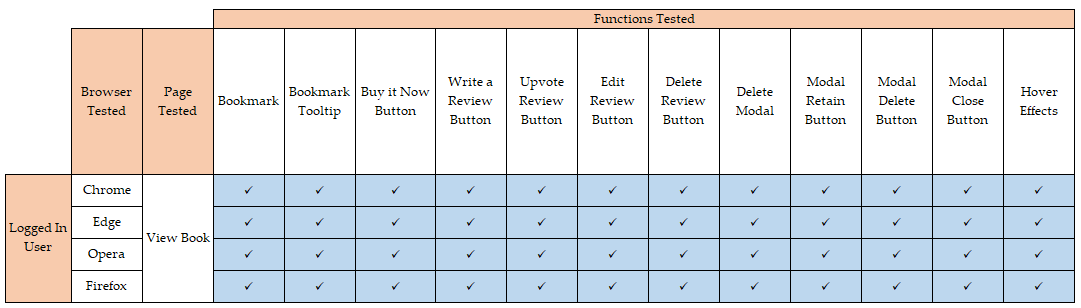 Functions Tested
Browser Tested Page Tested Bookmark Bookmark Tooltip Buy it Now Button Write a Review Button Upvote Review Button Edit Review Button Delete Review Button Delete Modal Modal Retain Button Modal Delete Button Modal Close Button Hover Effects
Logged In User View Book
Chrome ✓ ✓ ✓ ✓ ✓ ✓ ✓ ✓ ✓ ✓ ✓ ✓
Edge ✓ ✓ ✓ ✓ ✓ ✓ ✓ ✓ ✓ ✓ ✓ ✓
Opera ✓ ✓ ✓ ✓ ✓ ✓ ✓ ✓ ✓ ✓ ✓ ✓
Firefox ✓ ✓ ✓ ✓ ✓ ✓ ✓ ✓ ✓ ✓ ✓ ✓